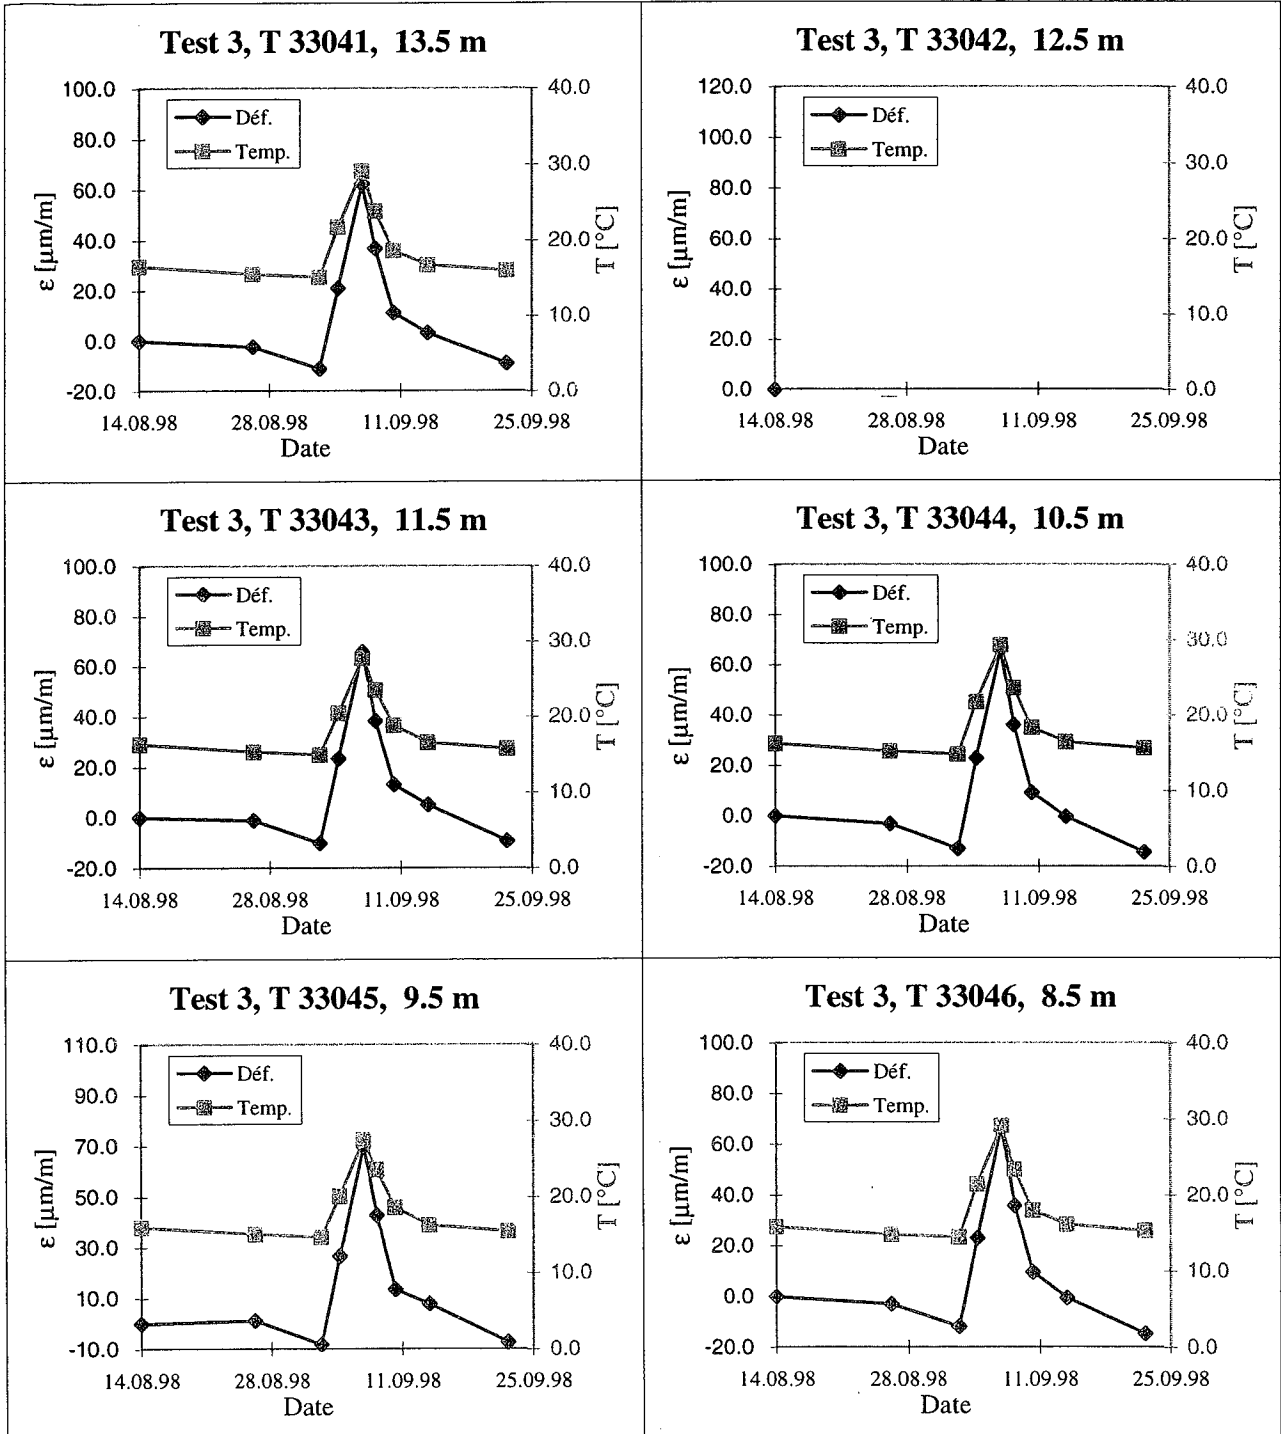 Test 3, T 33041, 13.5 m
100.0
80.0
60.0
40.0
20.0
0.0
-20.0
ε [µm/m]
Déf.
Temp.
40.0
30.0
20.0
10.0
0.0
T [°C]
14.08.98 28.08.98 11.09.98 25.09.98
Date
Test 3, T 33042, 12.5 m
120.0
100.0
80.0
60.0
40.0
20.0
0.0
ε [µm/m]
Déf.
Temp.
40.0
30.0
20.0
10.0
0.0
T [°C]
14.08.98 28.08.98 11.09.98 25.09.98
Date
Test 3, T 33043, 11.5 m
100.0
80.0
60.0
40.0
20.0
0.0
-20.0
ε [µm/m]
Déf.
Temp.
40.0
30.0
20.0
10.0
0.0
T [°C]
14.08.98 28.08.98 11.09.98 25.09.98
Date
Test 3, T 33044, 10.5 m
100.0
80.0
60.0
40.0
20.0
0.0
-20.0
ε [µm/m]
Déf.
Temp.
40.0
30.0
20.0
10.0
0.0
T [°C]
14.08.98 28.08.98 11.09.98 25.09.98
Date
Test 3, T 33045, 9.5 m
110.0
90.0
70.0
50.0
30.0
10.0
-10.0
ε [µm/m]
Déf.
Temp.
40.0
30.0
20.0
10.0
0.0
T [°C]
14.08.98 28.08.98 11.09.98 25.09.98
Date
Test 3, T 33046, 8.5 m
100.0
80.0
60.0
40.0
20.0
0.0
-20.0
ε [µm/m]
Déf.
Temp.
40.0
30.0
20.0
10.0
0.0
T [°C]
14.08.98 28.08.98 11.09.98 25.09.98
Date